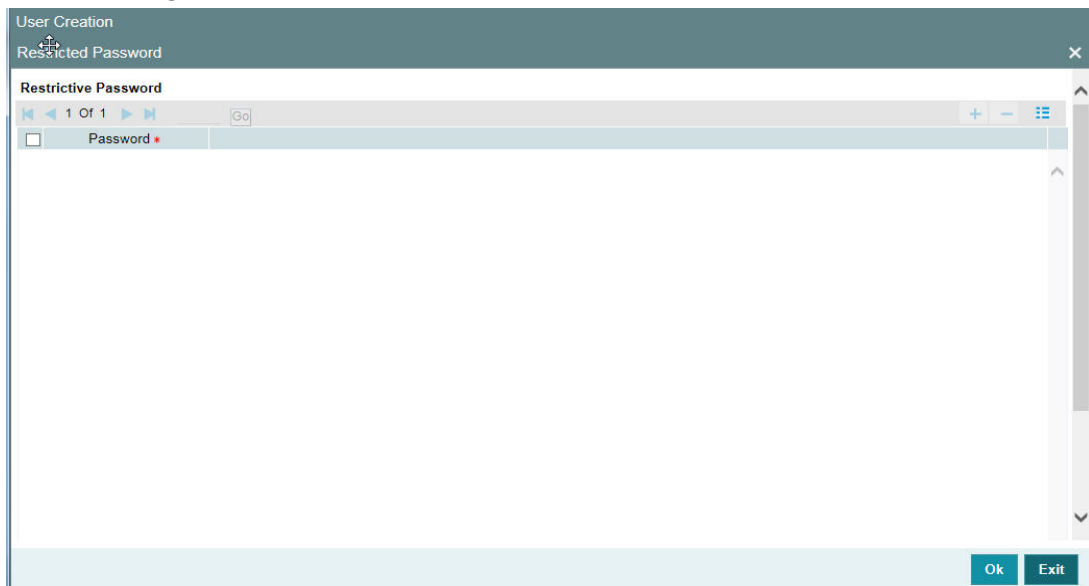 User Creation
Restricted Password
Restrictive Password
1 Of 1 Go
Password *
Ok Exit